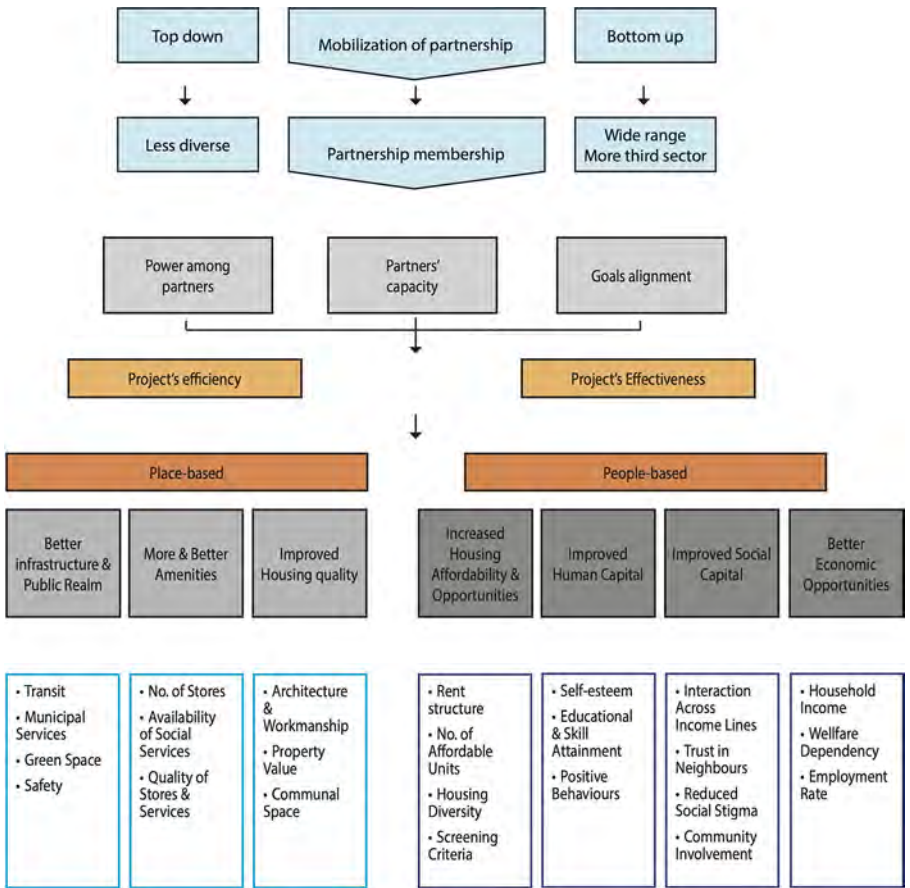 Top down
Mobilization of partnership
Bottom up
Less diverse
Partnership membership
Wide range
More third sector
Power among
partners
Partners'
capacity
Goals alignment
Project's efficiency
Project's Effectiveness
Place-based
People-based
Better
infrastructure &
Public Realm
More & Better
Amenities
Improved
Housing quality
Increased
Housing
Affordability &
Opportunities
Improved
Human Capital
Improved Social
Capital
Better
Economic
Opportunities
• Transit
• Municipal
Services
• Green Space
• Safety
• No. of Stores
• Availability
of Social
Services
• Quality of
Stores &
Services
• Architecture
& Workmanship
• Property
Value
• Communal
Space
• Rent
structure
• No. of
Affordable
Units
• Housing
Diversity
• Screening
Criteria
• Self-esteem
• Educational
& Skill
Attainment
• Positive
Behaviours
• Interaction
Across
Income Lines
• Trust in
Neighbours
• Reduced
Social Stigma
• Community
Involvement
• Household
Income
• Wellfare
Dependency
• Employment
Rate